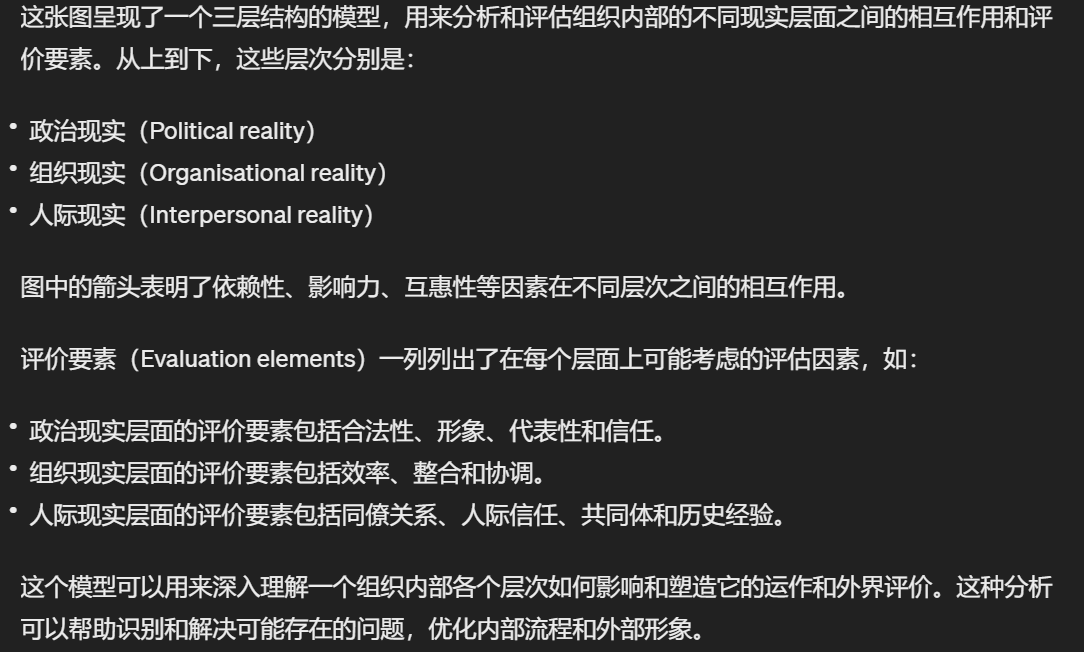 这张图呈现了一个三层结构的模型，用来分析和评估组织内部的不同现实层面之间的相互作用和评
价要素。从上到下，这些层次分别是：
• 政治现实（Political reality）
• 组织现实（Organisational reality）
• 人际现实（Interpersonal reality）
图中的箭头表明了依赖性、影响力、互惠性等因素在不同层次之间的相互作用。
评价要素（Evaluation elements）一列列出了在每个层面上可能考虑的评估因素，如：
• 政治现实层面的评价要素包括合法性、形象、代表性和信任。
• 组织现实层面的评价要素包括效率、整合和协调。
• 人际现实层面的评价要素包括同僚关系、人际信任、共同体和历史经验。
这个模型可以用来深入理解一个组织内部各个层次如何影响和塑造它的运作和外界评价。这种分析
可以帮助识别和解决可能存在的问题，优化内部流程和外部形象。